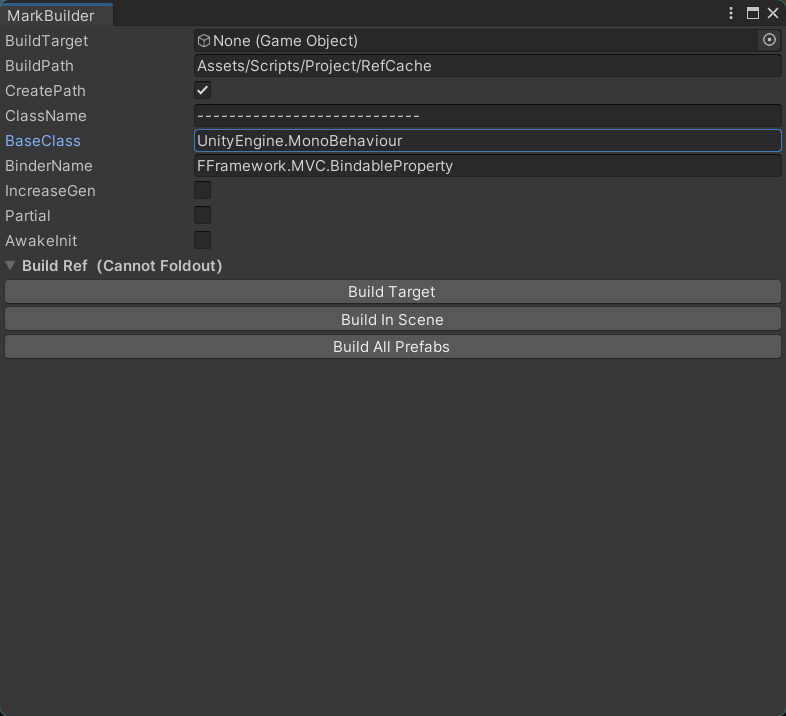 MarkBuilder
BuildTarget None (Game Object)
BuildPath Assets/Scripts/Project/RefCache
CreatePath
ClassName ----------------------------
BaseClass UnityEngine.MonoBehaviour
BinderName FFramework.MVC.BindableProperty
IncreaseGen
Partial
AwakeInit
Build Ref (Cannot Foldout)
Build Target
Build In Scene
Build All Prefabs